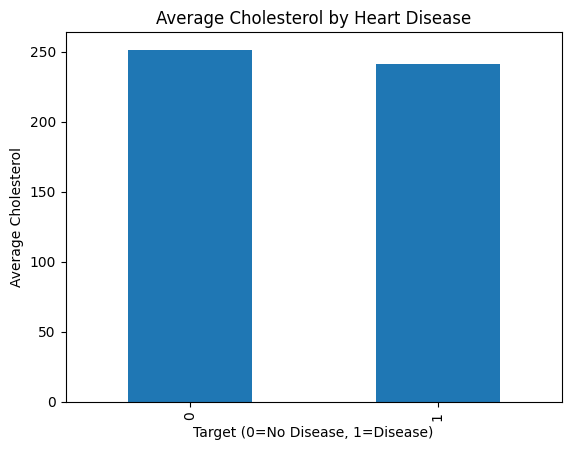 Average Cholesterol by Heart Disease
Average Cholesterol
250
200
150
100
50
0
0
1
Target (0=No Disease, 1=Disease)